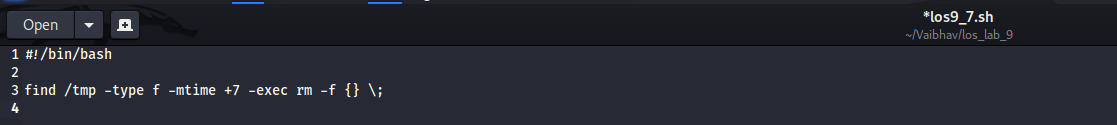 Open
*los9_7.sh
~/Vaibhav/los_lab_9
1 #!/bin/bash
2
3 find /tmp -type f -mtime +7 -exec rm -f {} \;
4